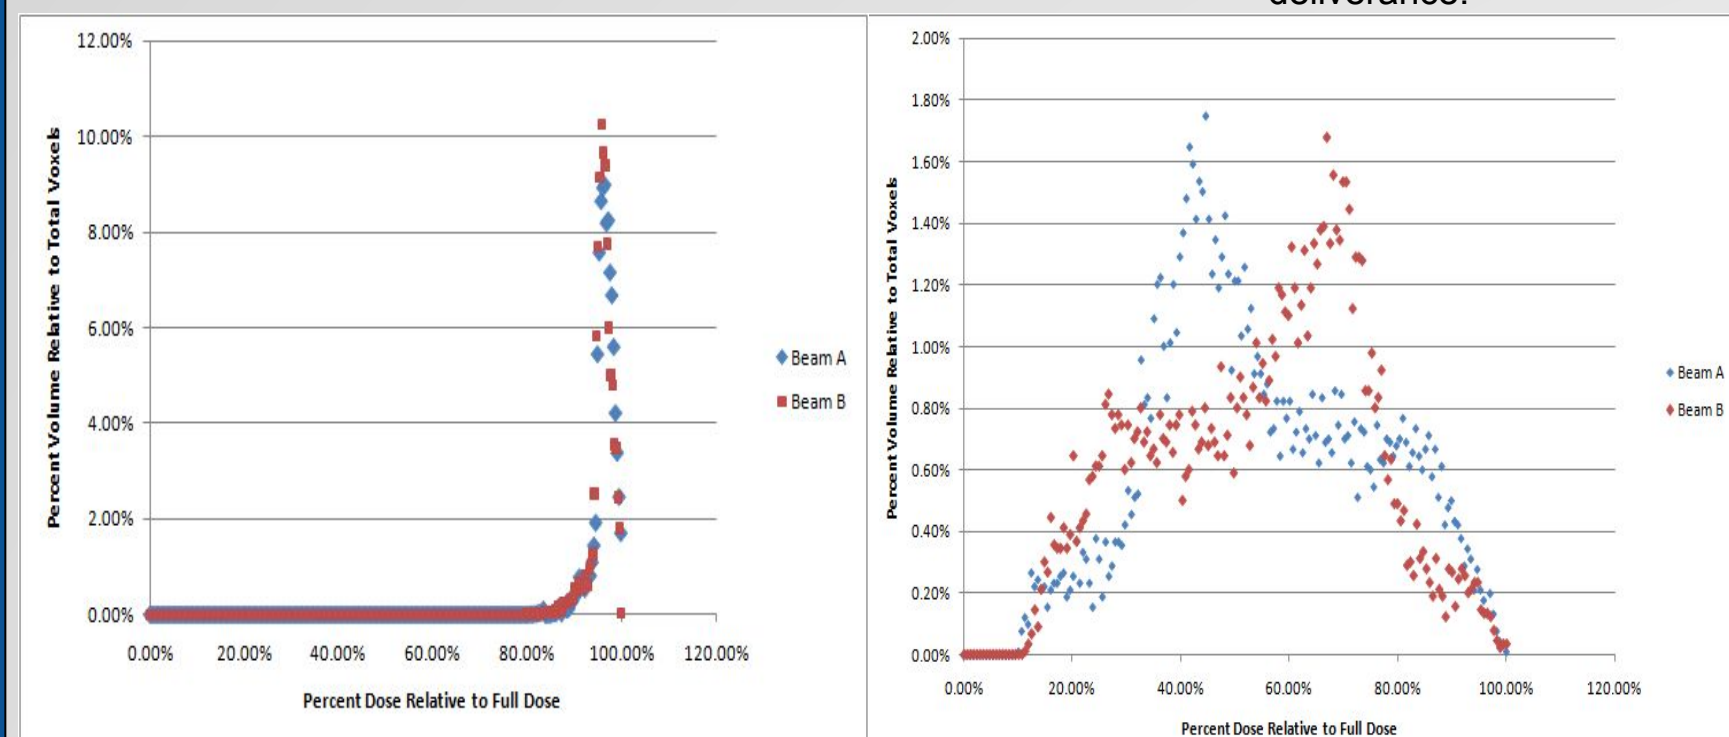 deliverance.
12.00%
10.00%
8.00%
6.00%
4.00%
2.00%
0.00%
Percent Volume Relative to Total Voxels
0.00% 20.00% 40.00% 60.00% 80.00% 100.00% 120.00%
Percent Dose Relative to Full Dose
Beam A
Beam B
2.00%
1.80%
1.60%
1.40%
1.20%
1.00%
0.80%
0.60%
0.40%
0.20%
0.00%
Percent Volume Relative to Total Voxels
0.00% 20.00% 40.00% 60.00% 80.00% 100.00% 120.00%
Percent Dose Relative to Full Dose
Beam A
Beam B